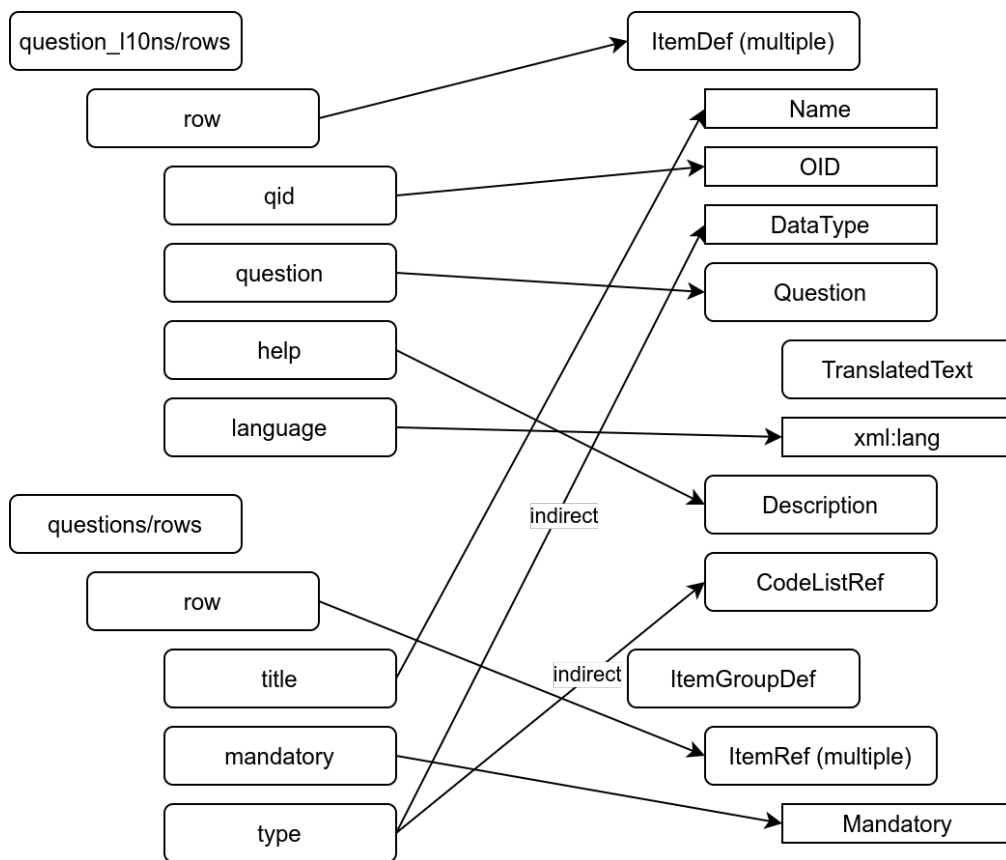 question_l10ns/rows
ItemDef (multiple)
row
Name
OID
qid
DataType
question
Question
help
TranslatedText
language
xml:lang
questions/rows
Description
indirect
row
CodeListRef
title
indirect
ItemGroupDef
mandatory
ItemRef (multiple)
type
Mandatory